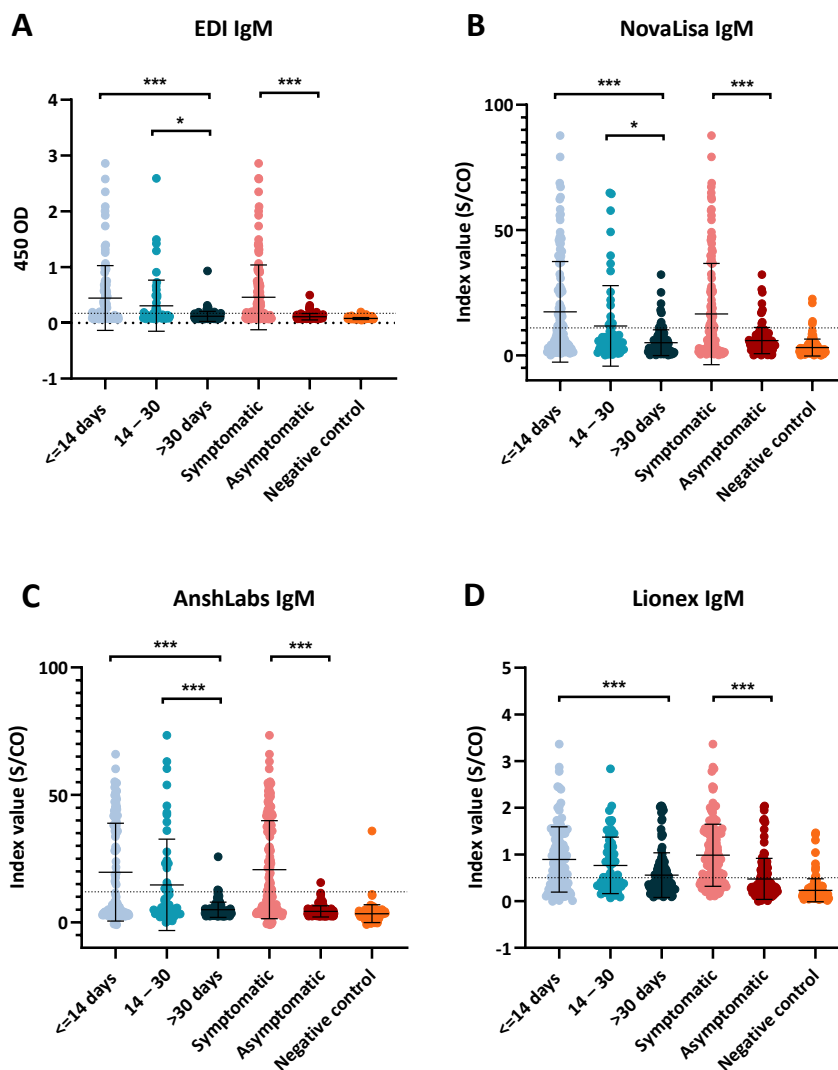 A
EDI IgM
***
***
*
4
3
2
1
0
-1
450 OD
<=14 days
14 – 30
>30 days
Symptomatic
Asymptomatic
Negative control
B
NovaLisa IgM
***
***
*
100
50
0
Index value (S/CO)
<=14 days
14 – 30
>30 days
Symptomatic
Asymptomatic
Negative control
C
AnshLabs IgM
***
***
***
100
50
0
Index value (S/CO)
<=14 days
14 – 30
>30 days
Symptomatic
Asymptomatic
Negative control
D
Lionex IgM
***
***
5
4
3
2
1
0
-1
Index value (S/CO)
<=14 days
14 – 30
>30 days
Symptomatic
Asymptomatic
Negative control